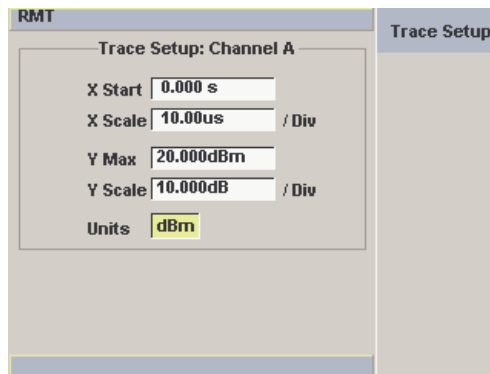 RMT
Trace Setup
Trace Setup: Channel A
X Start 0.000 s
X Scale 10.00us / Div
Y Max 20.000dBm
Y Scale 10.000dB / Div
Units dBm